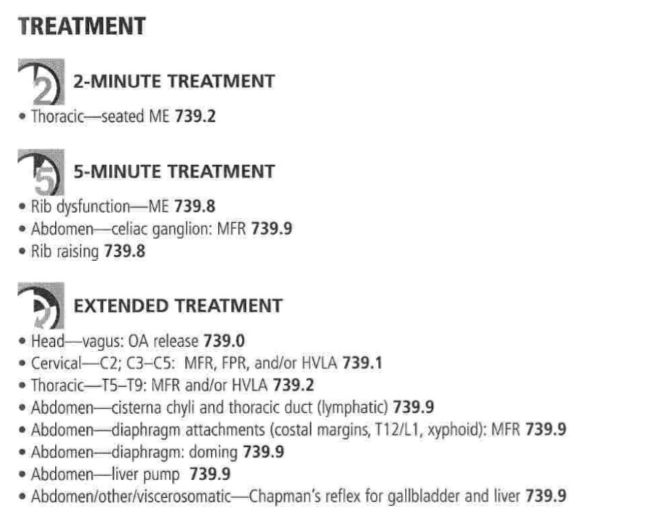 TREATMENT
2 2-MINUTE TREATMENT
• Thoracic—seated ME 739.2
5 5-MINUTE TREATMENT
• Rib dysfunction—ME 739.8
• Abdomen—celiac ganglion: MFR 739.9
• Rib raising 739.8
EXTENDED TREATMENT
• Head—vagus: OA release 739.0
• Cervical—C2; C3–C5: MFR, FPR, and/or HVLA 739.1
• Thoracic—T5–T9: MFR and/or HVLA 739.2
• Abdomen—cisterna chyli and thoracic duct (lymphatic) 739.9
• Abdomen—diaphragm attachments (costal margins, T12/L1, xyphoid): MFR 739.9
• Abdomen—diaphragm: doming 739.9
• Abdomen—liver pump 739.9
• Abdomen/other/viscerosomatic—Chapman's reflex for gallbladder and liver 739.9